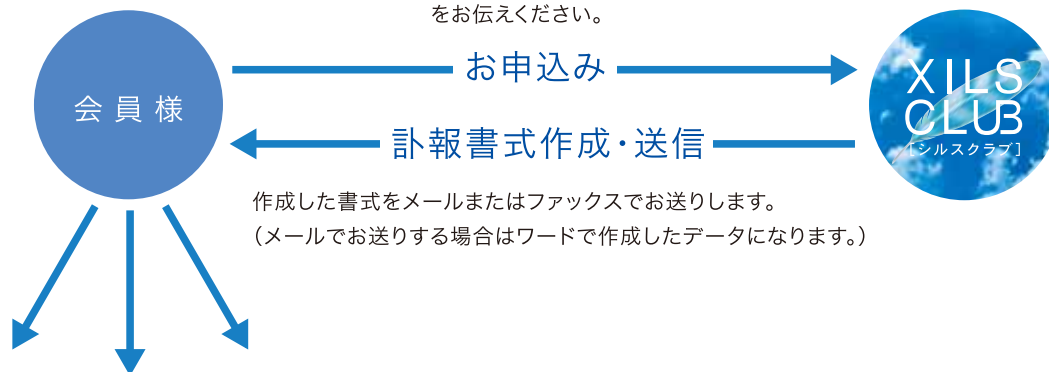 をお伝えください。
お申込み
会員様
XILS
CLUB
［シルスクラブ］
訃報書式作成・送信
作成した書式をメールまたはファックスでお送りします。
（メールでお送りする場合はワードで作成したデータになります。）